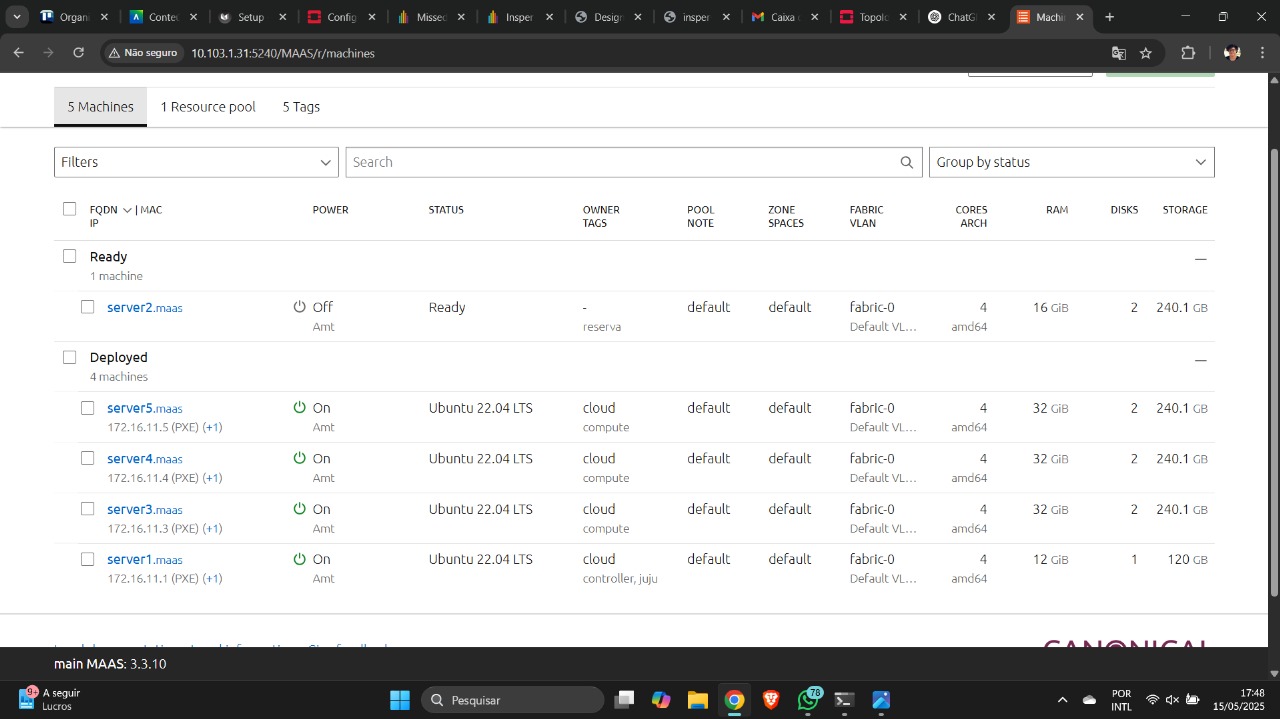 Organ
Conte
Setup
Config
Missec
Insper
Design
insper
Caixa
Topolo
ChatG
Machi
Não seguro
10.103.1.31:5240/MAAS/r/machines
5 Machines
1 Resource pool
5 Tags
Filters
Search
Group by status
FQDN | MAC
IP
POWER
STATUS
OWNER
TAGS
POOL
NOTE
ZONE
SPACES
FABRIC
VLAN
CORES
ARCH
RAM
DISKS
STORAGE
Ready
1 machine
server2.maas Off Ready - default default fabric-0 4 16 GiB 2 240.1 GB
Amt reserva Default VL... amd64
Deployed
4 machines
server5.maas On Ubuntu 22.04 LTS cloud default default fabric-0 4 32 GiB 2 240.1 GB
172.16.11.5 (PXE) (+1) Amt compute Default VL... amd64
server4.maas On Ubuntu 22.04 LTS cloud default default fabric-0 4 32 GiB 2 240.1 GB
172.16.11.4 (PXE) (+1) Amt compute Default VL... amd64
server3.maas On Ubuntu 22.04 LTS cloud default default fabric-0 4 32 GiB 2 240.1 GB
172.16.11.3 (PXE) (+1) Amt compute Default VL... amd64
server1.maas On Ubuntu 22.04 LTS cloud default default fabric-0 4 12 GiB 1 120 GB
172.16.11.1 (PXE) (+1) Amt controller, juju Default VL... amd64
CANONICAL
main MAAS: 3.3.10
9+
A seguir
Lucros
Pesquisar
78
POR
INTL
17:48
15/05/2025